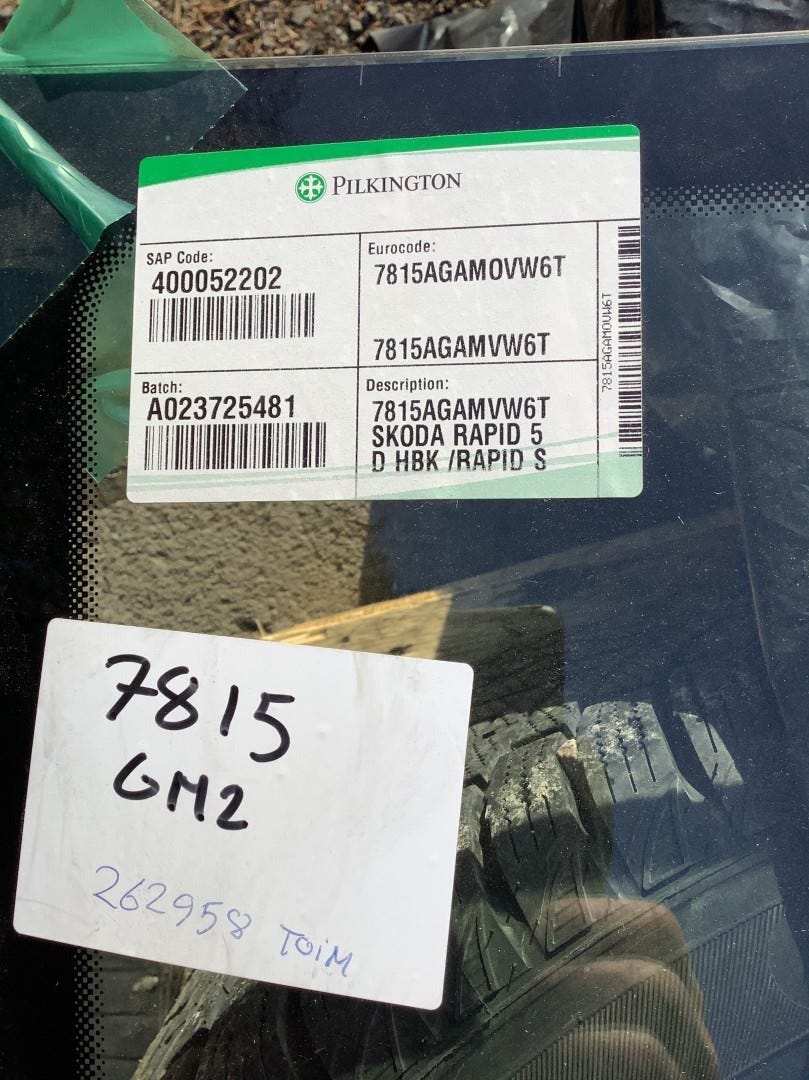 PILKINGTON
SAP Code:
400052202
Eurocode:
7815AGAMOVW6T
7815AGAMVW6T
Batch:
A023725481
Description:
7815AGAMVW6T
SKODA RAPID 5
D HBK /RAPID S
7815AGAMOVW6T
7815
GM2
262958 TOIM